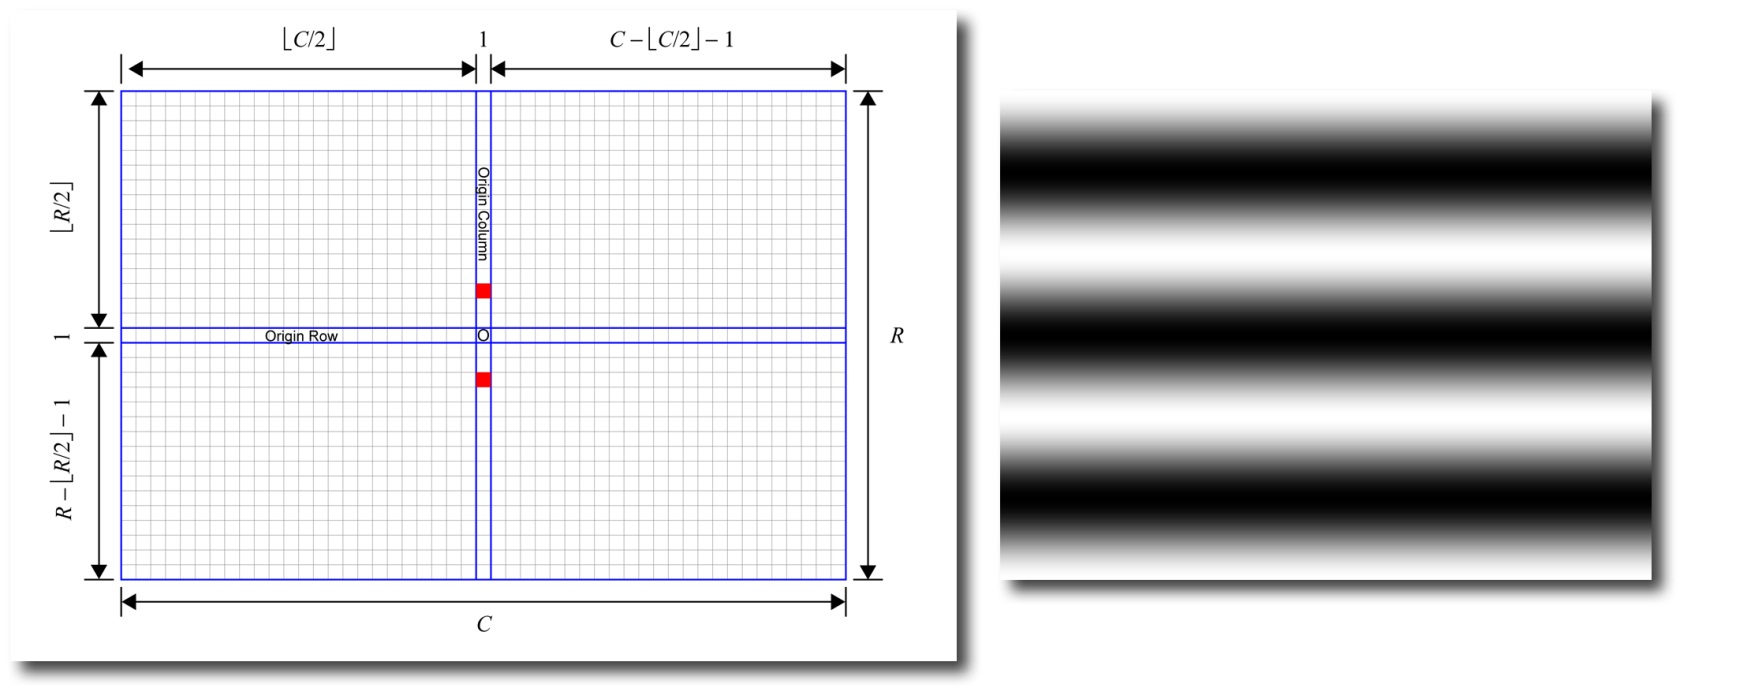 ⌊C/2⌋
1
C – ⌊C/2⌋ – 1
⌊R/2⌋
Origin Column
1
Origin Row
O
R
R – ⌊R/2⌋ – 1
C